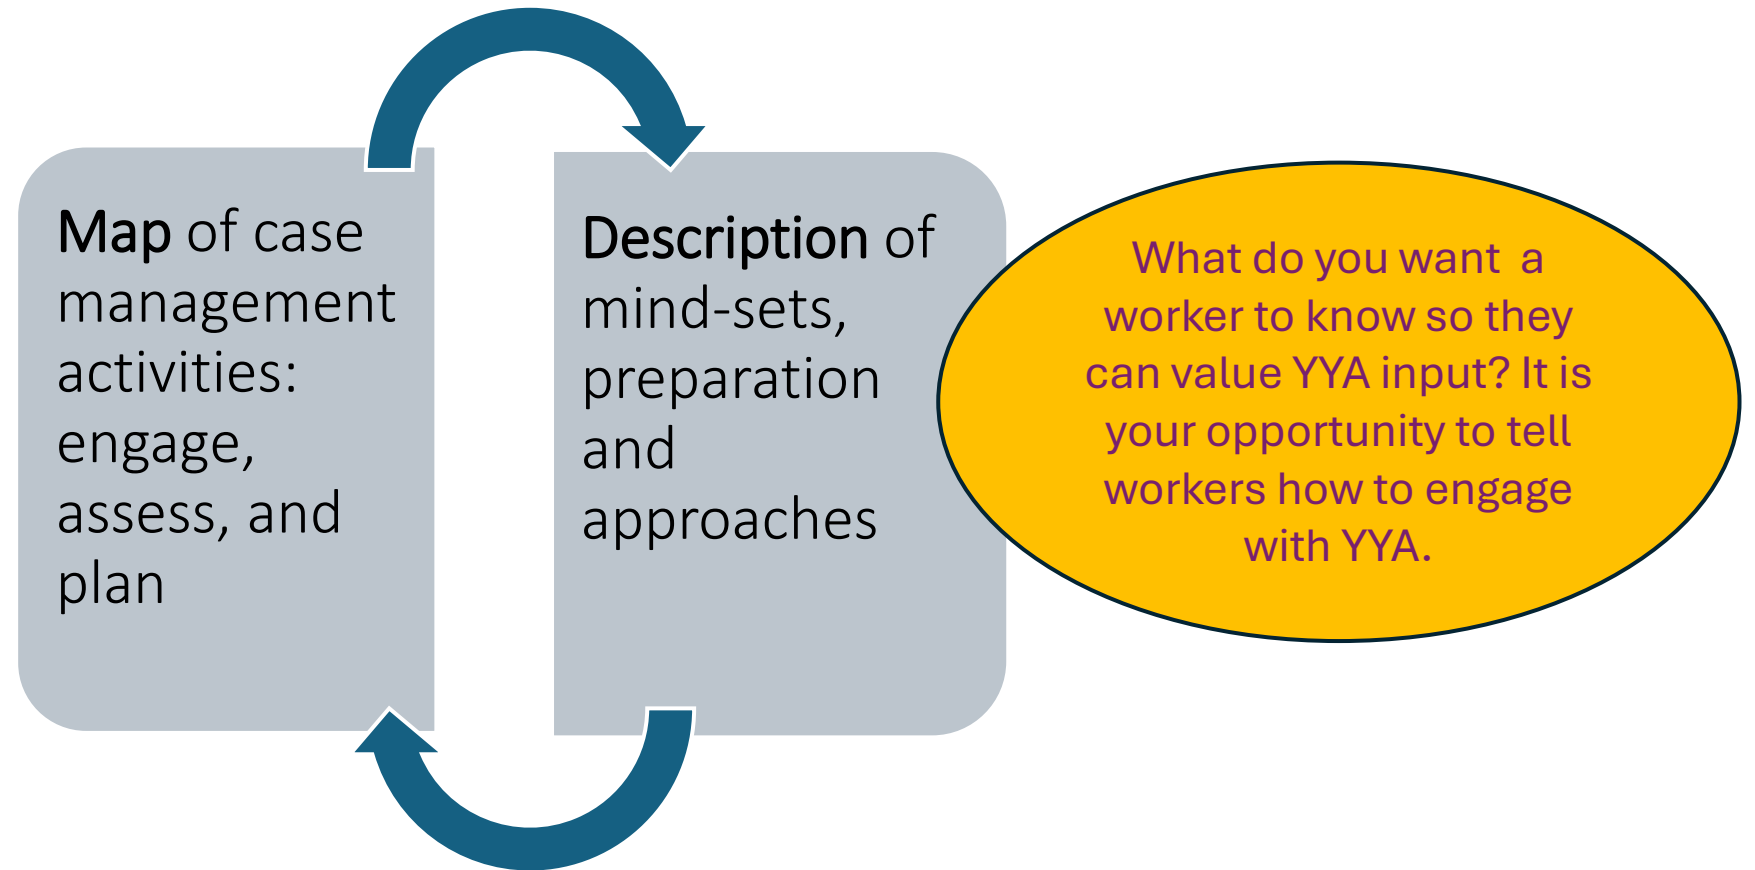 Map of case
management
activities:
engage,
assess, and
plan
Description of
mind-sets,
preparation
and
approaches
What do you want  a
worker to know so they
can value YYA input? It is
your opportunity to tell
workers how to engage
with YYA.